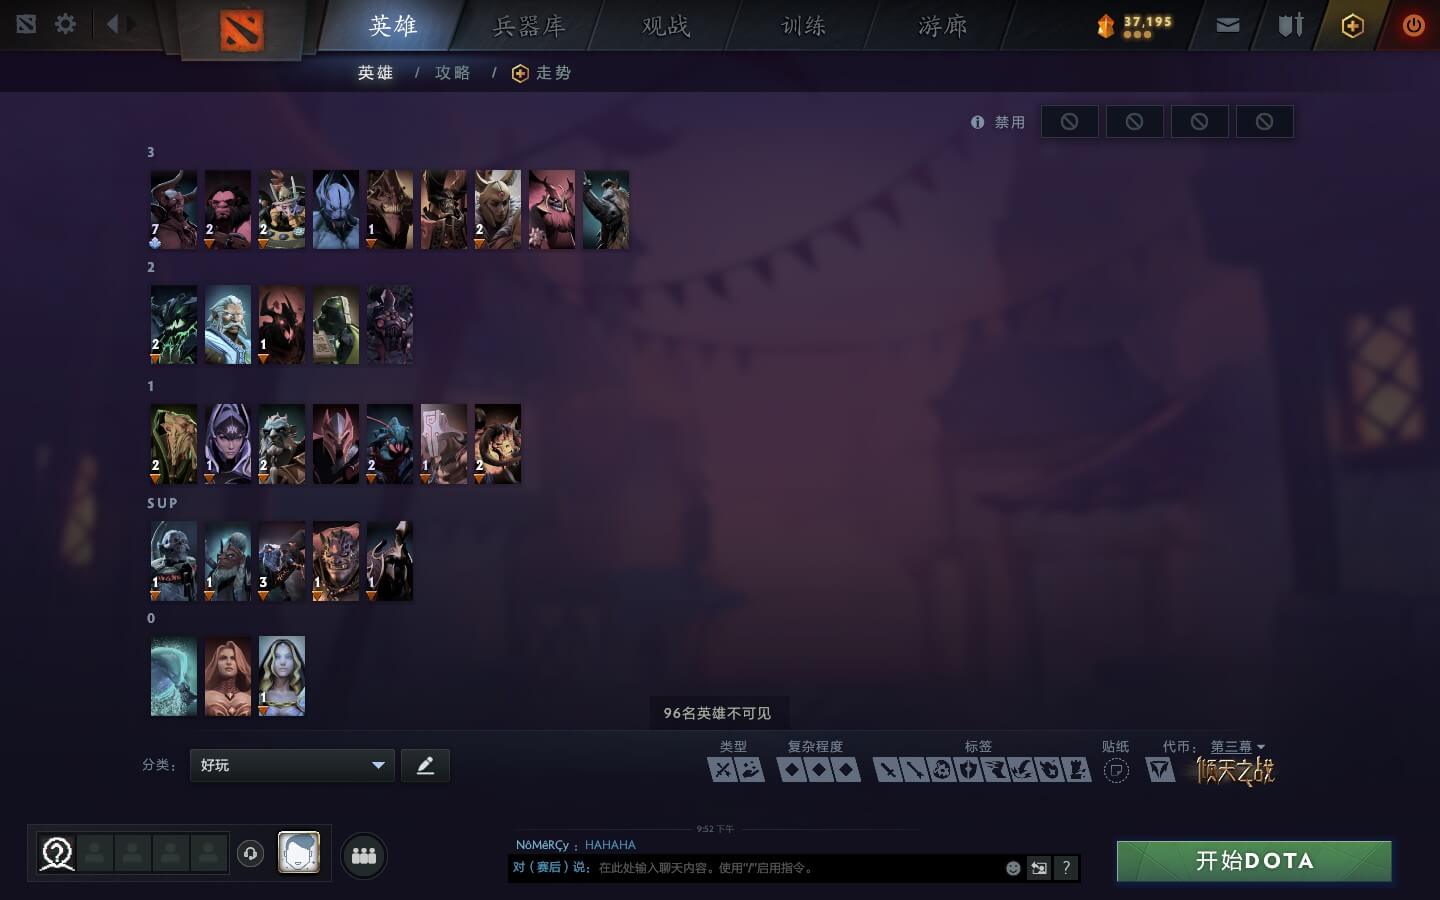 英雄
兵器库
观战
训练
游廊
37,195
英雄 / 攻略 / 走势
禁用
3
7
2
2
1
2
2
2
1
1
2
1
2
2
1
2
SUP
1
1
3
1
1
0
1
96名英雄不可见
分类：
好玩
类型
复杂程度
标签
贴纸
代币：
第三幕
倾天之战
9:52 下午
NôMêRÇy ： HAHAHA
对（赛后）说： 在此处输入聊天内容。使用“/”启用指令。
?
开始DOTA